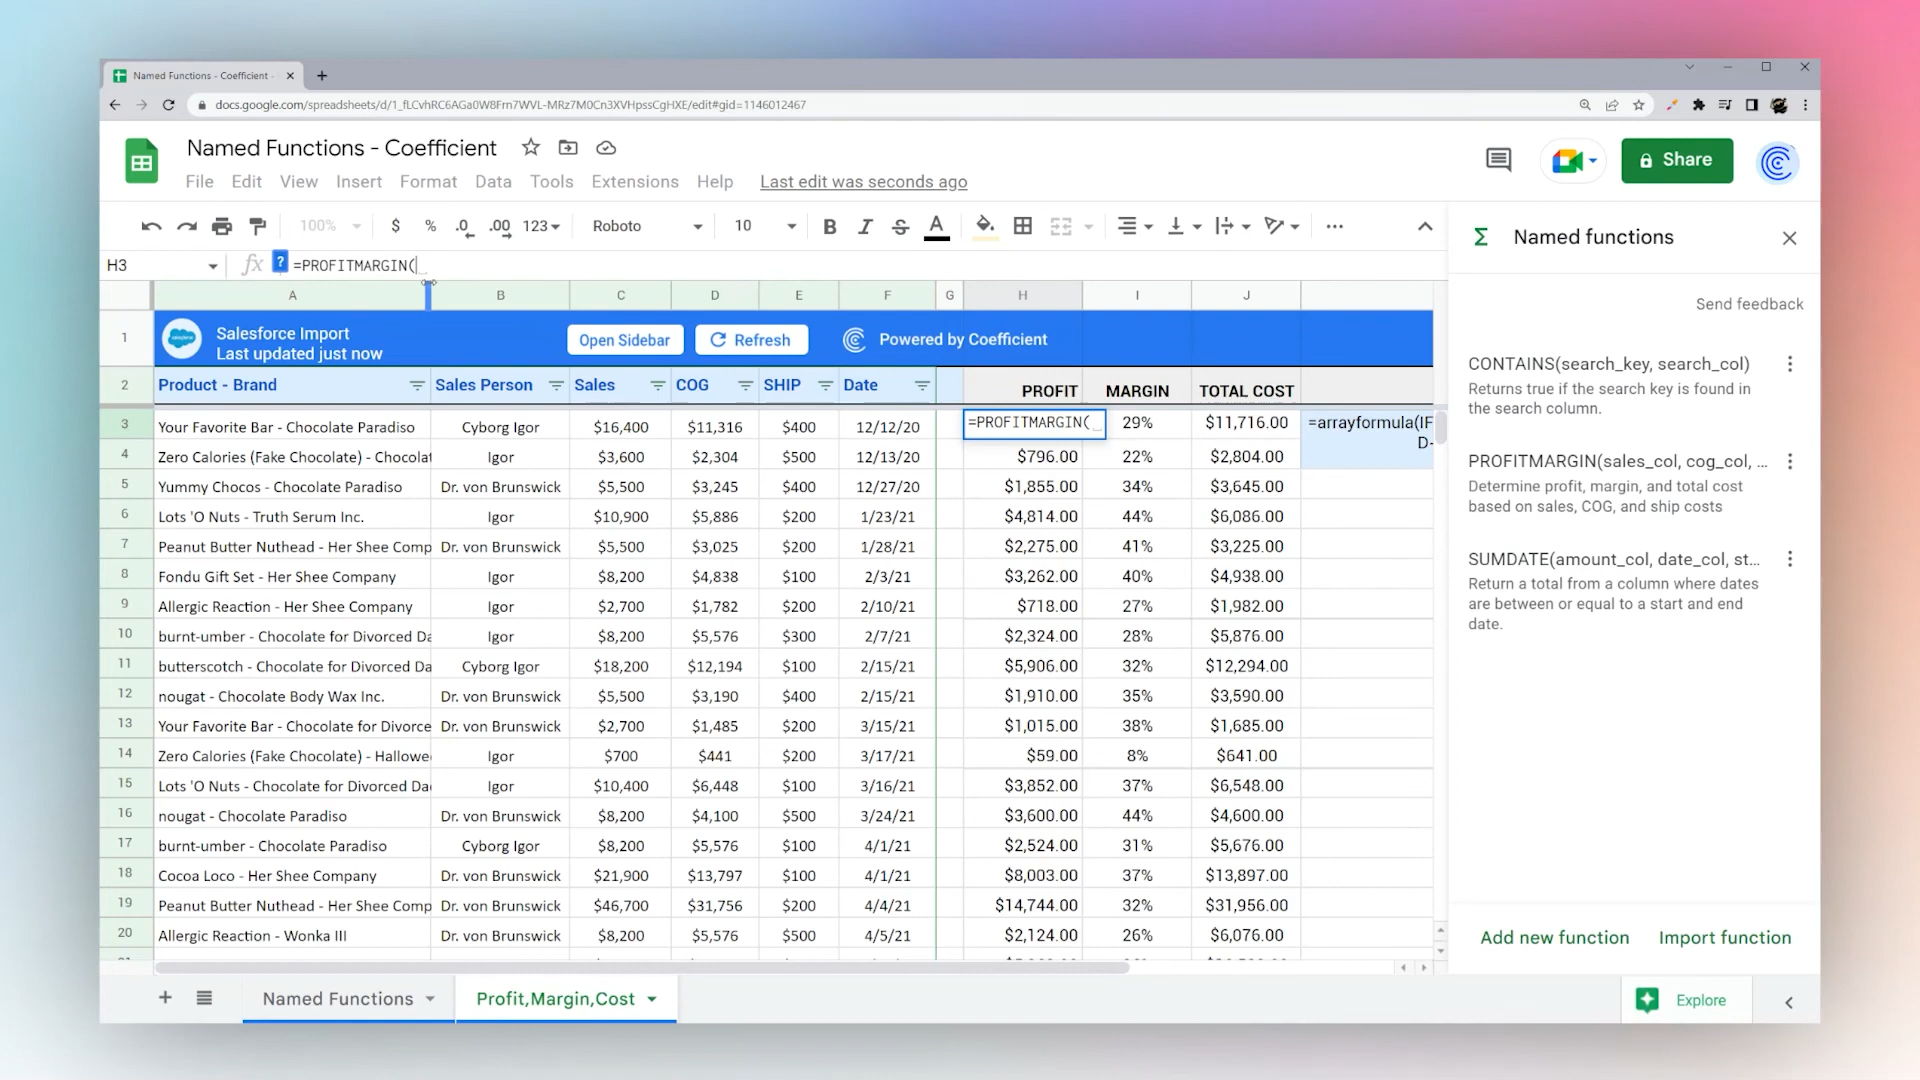 Named Functions - Coefficient -
docs.google.com/spreadsheets/d/1_fLCvhRC6AGa0W8Frn7WVL-MRz7M0Cn3XVHpssCgHXE/edit#gid=1146012467
Named Functions - Coefficient
Share
File Edit View Insert Format Data Tools Extensions Help Last edit was seconds ago
100% $ % .0 .00 123 Roboto 10 B I S A
H3 fx ? =PROFITMARGIN(
A B C D E F G H I J
1 Salesforce Import
Last updated just now
Open Sidebar Refresh Powered by Coefficient
2 Product - Brand Sales Person Sales COG SHIP Date PROFIT MARGIN TOTAL COST
3 Your Favorite Bar - Chocolate Paradiso Cyborg Igor $16,400 $11,316 $400 12/12/20 =PROFITMARGIN( 29% $11,716.00 =arrayformula(IF
D-
4 Zero Calories (Fake Chocolate) - Chocolat Igor $3,600 $2,304 $500 12/13/20 $796.00 22% $2,804.00
5 Yummy Chocos - Chocolate Paradiso Dr. von Brunswick $5,500 $3,245 $400 12/27/20 $1,855.00 34% $3,645.00
6 Lots 'O Nuts - Truth Serum Inc. Igor $10,900 $5,886 $200 1/23/21 $4,814.00 44% $6,086.00
7 Peanut Butter Nuthead - Her Shee Comp Dr. von Brunswick $5,500 $3,025 $200 1/28/21 $2,275.00 41% $3,225.00
8 Fondu Gift Set - Her Shee Company Igor $8,200 $4,838 $100 2/3/21 $3,262.00 40% $4,938.00
9 Allergic Reaction - Her Shee Company Igor $2,700 $1,782 $200 2/10/21 $718.00 27% $1,982.00
10 burnt-umber - Chocolate for Divorced Da Igor $8,200 $5,576 $300 2/7/21 $2,324.00 28% $5,876.00
11 butterscotch - Chocolate for Divorced Da Cyborg Igor $18,200 $12,194 $100 2/15/21 $5,906.00 32% $12,294.00
12 nougat - Chocolate Body Wax Inc. Dr. von Brunswick $5,500 $3,190 $400 2/15/21 $1,910.00 35% $3,590.00
13 Your Favorite Bar - Chocolate for Divorce Dr. von Brunswick $2,700 $1,485 $200 3/15/21 $1,015.00 38% $1,685.00
14 Zero Calories (Fake Chocolate) - Hallowe Igor $700 $441 $200 3/17/21 $59.00 8% $641.00
15 Lots 'O Nuts - Chocolate for Divorced Da Igor $10,400 $6,448 $100 3/16/21 $3,852.00 37% $6,548.00
16 nougat - Chocolate Paradiso Dr. von Brunswick $8,200 $4,100 $500 3/24/21 $3,600.00 44% $4,600.00
17 burnt-umber - Chocolate Paradiso Cyborg Igor $8,200 $5,576 $100 4/1/21 $2,524.00 31% $5,676.00
18 Cocoa Loco - Her Shee Company Dr. von Brunswick $21,900 $13,797 $100 4/1/21 $8,003.00 37% $13,897.00
19 Peanut Butter Nuthead - Her Shee Comp Dr. von Brunswick $46,700 $31,756 $200 4/4/21 $14,744.00 32% $31,956.00
20 Allergic Reaction - Wonka III Dr. von Brunswick $8,200 $5,576 $500 4/5/21 $2,124.00 26% $6,076.00
Named Functions Profit,Margin,Cost
Named functions
Send feedback
CONTAINS(search_key, search_col)
Returns true if the search key is found in
the search column.
PROFITMARGIN(sales_col, cog_col, ...
Determine profit, margin, and total cost
based on sales, COG, and ship costs
SUMDATE(amount_col, date_col, st...
Return a total from a column where dates
are between or equal to a start and end
date.
Add new function Import function
Explore